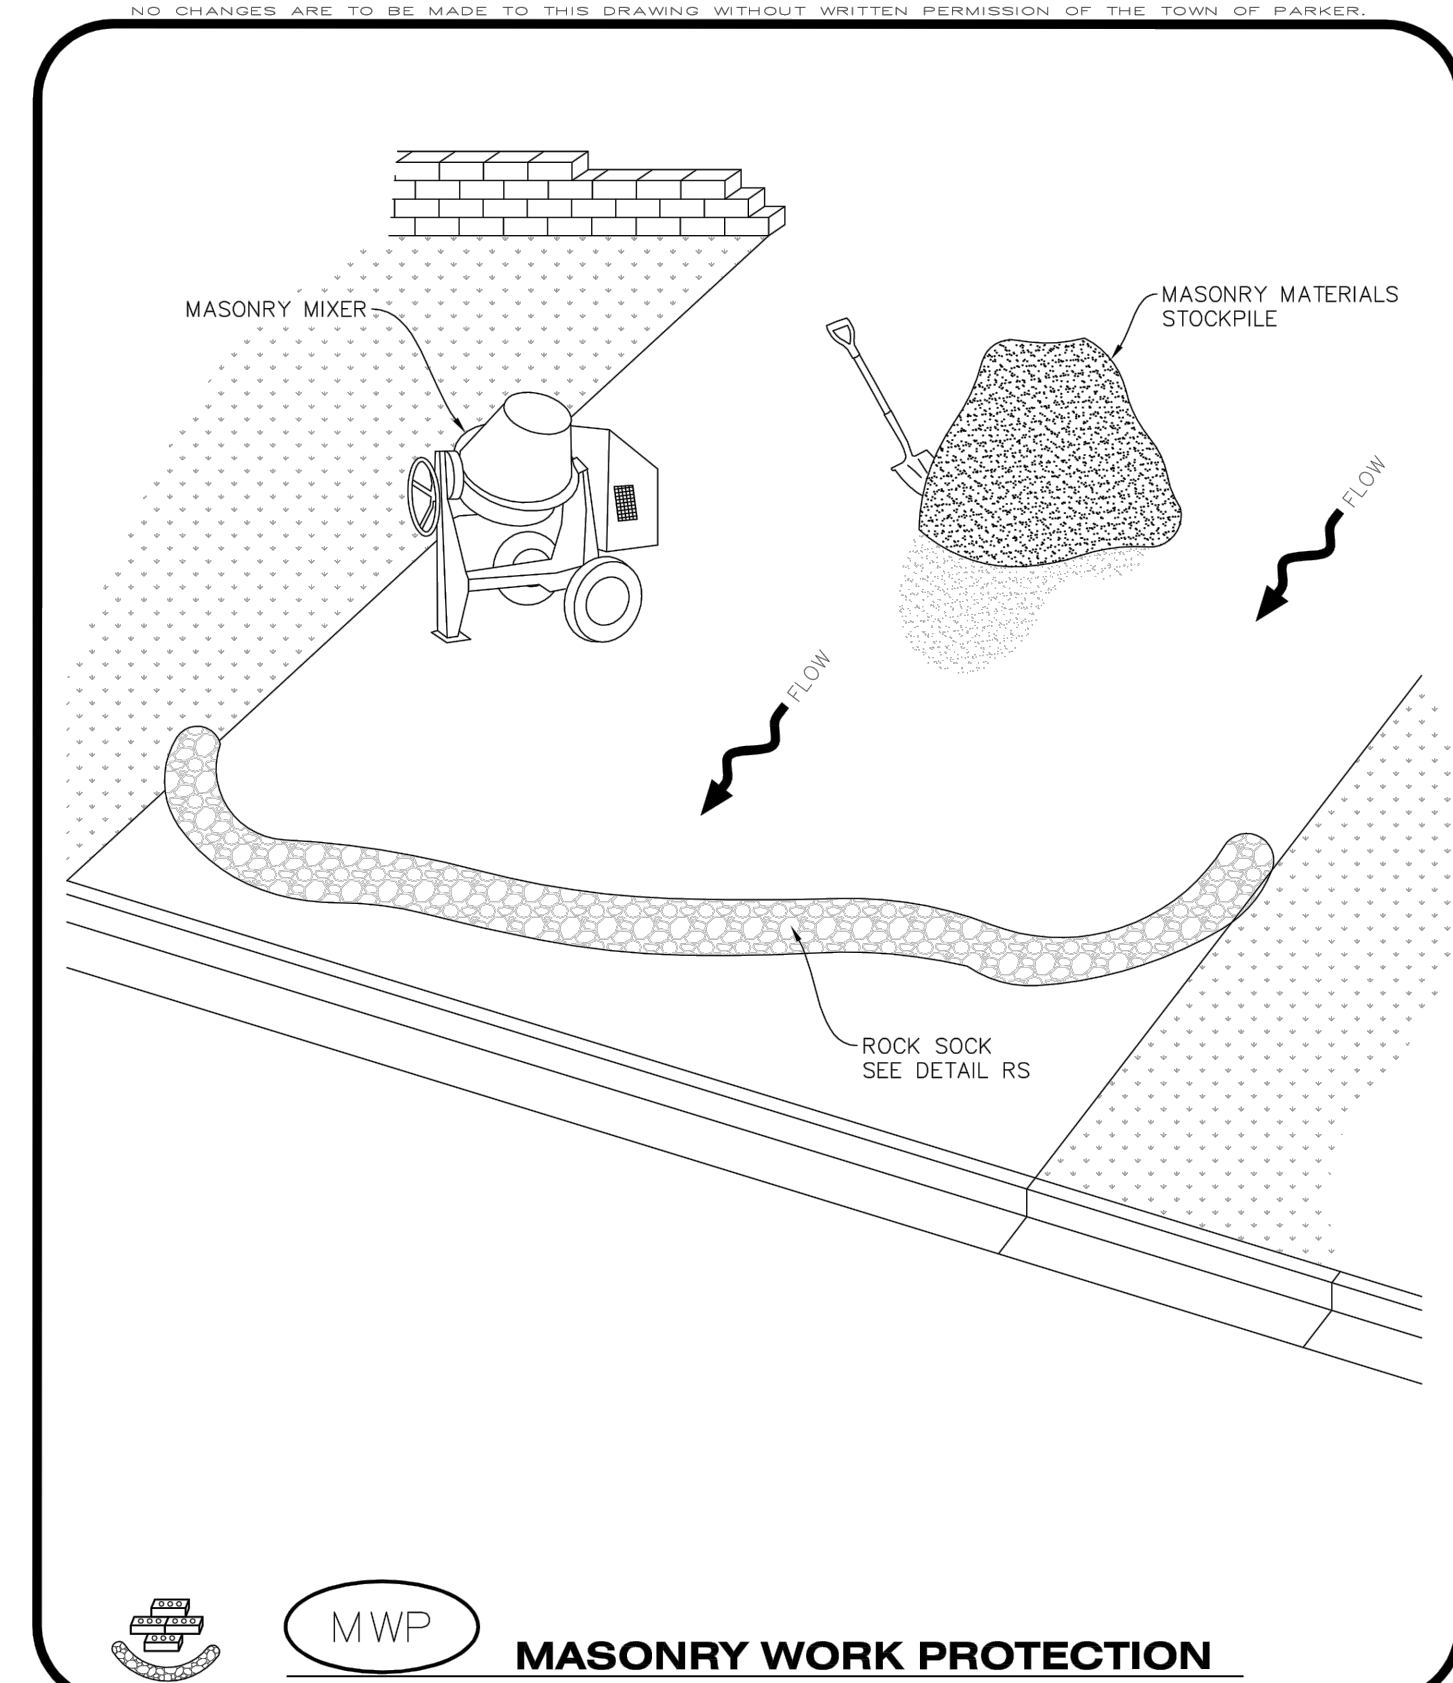 NO CHANGES ARE TO BE MADE TO THIS DRAWING WITHOUT WRITTEN PERMISSION OF THE TOWN OF PARKER.
MASONRY MIXER
MASONRY MATERIALS
STOCKPILE
FLOW
FLOW
ROCK SOCK
SEE DETAIL RS
MWP
MASONRY WORK PROTECTION